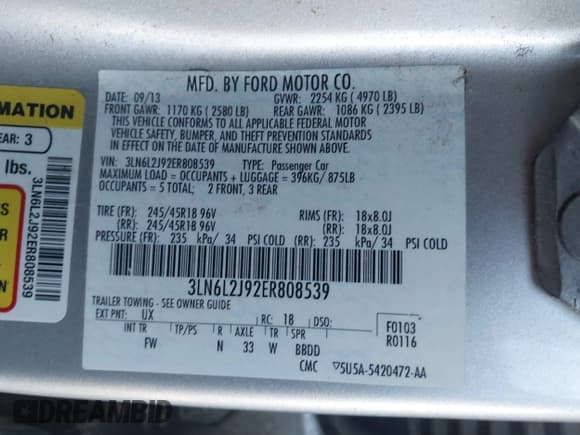 MFD. BY FORD MOTOR CO.
DATE: 09/13 GVWR: 2254 KG ( 4970 LB)
FRONT GAWR: 1170 KG ( 2580 LB) REAR GAWR: 1086 KG ( 2395 LB)
THIS VEHICLE CONFORMS TO ALL APPLICABLE FEDERAL MOTOR
VEHICLE SAFETY, BUMPER, AND THEFT PREVENTION STANDARDS
IN EFFECT ON THE DATE OF MANUFACTURE SHOWN ABOVE.
VIN: 3LN6L2J92ER808539 TYPE: Passenger Car
MAXIMUM LOAD = OCCUPANTS + LUGGAGE = 396KG/ 875LB
OCCUPANTS = 5 TOTAL; 2 FRONT, 3 REAR
TIRE (FR): 245/45R18 96V RIMS (FR): 18x8.0J
(RR): 245/45R18 96V (RR): 18x8.0J
PRESSURE (FR): 235 kPa/ 34 PSI COLD (RR): 235 kPa/ 34 PSI COLD
3LN6L2J92ER808539
TRAILER TOWING - SEE OWNER GUIDE
EXT PNT: UX RC: 18 DSO: F0103
INT TR TP/PS R AXLE TR SPR R0116
FW N 33 W BBDD
CMC 5U5A-5420472-AA
RMATION
EAR: 3
lbs.
3LN6L2J92ER808539
S
R
DREAMBID